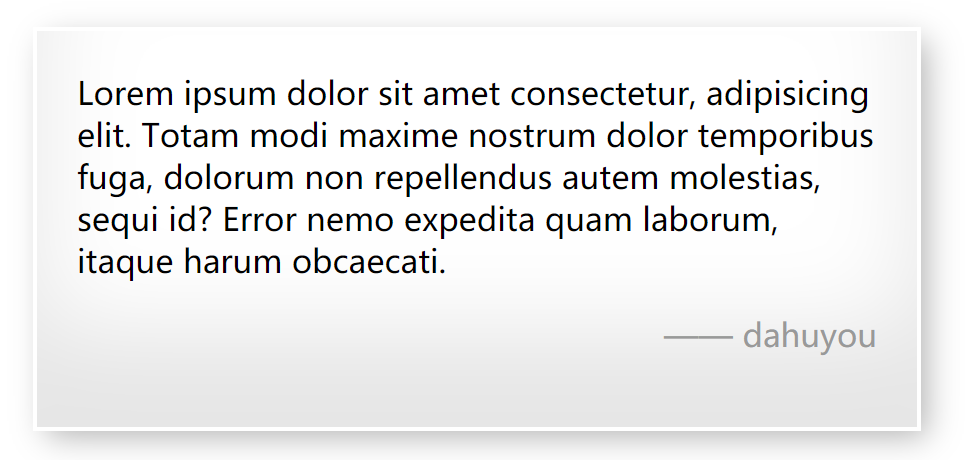 Lorem ipsum dolor sit amet consectetur, adipisicing
elit. Totam modi maxime nostrum dolor temporibus
fuga, dolorum non repellendus autem molestias,
sequi id? Error nemo expedita quam laborum,
itaque harum obcaecati.
—— dahuyou